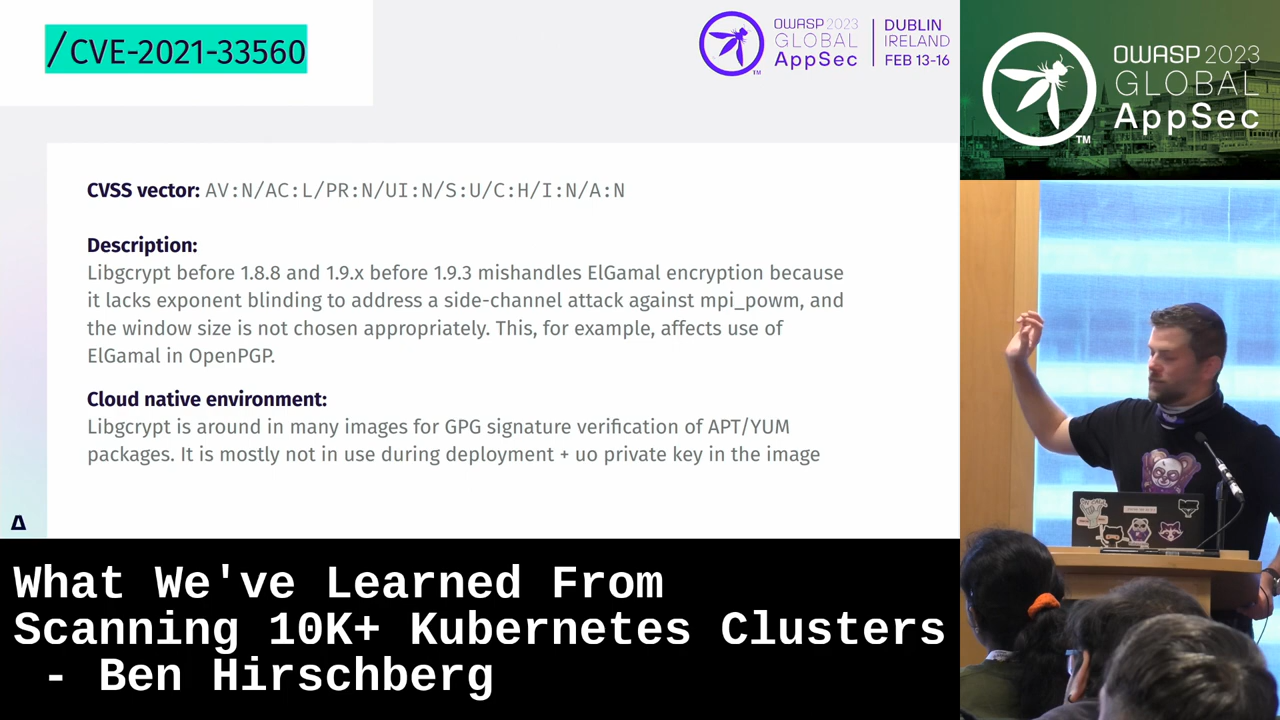 /CVE-2021-33560
OWASP 2023
GLOBAL
AppSec
TM
DUBLIN
IRELAND
FEB 13-16
CVSS vector: AV:N/AC:L/PR:N/UI:N/S:U/C:H/I:N/A:N
Description:
Libgcrypt before 1.8.8 and 1.9.x before 1.9.3 mishandles ElGamal encryption because
it lacks exponent blinding to address a side-channel attack against mpi_powm, and
the window size is not chosen appropriately. This, for example, affects use of
ElGamal in OpenPGP.
Cloud native environment:
Libgcrypt is around in many images for GPG signature verification of APT/YUM
packages. It is mostly not in use during deployment + uo private key in the image
OWASP 2023
GLOBAL
AppSec
TM
What We've Learned From
Scanning 10K+ Kubernetes Clusters
- Ben Hirschberg